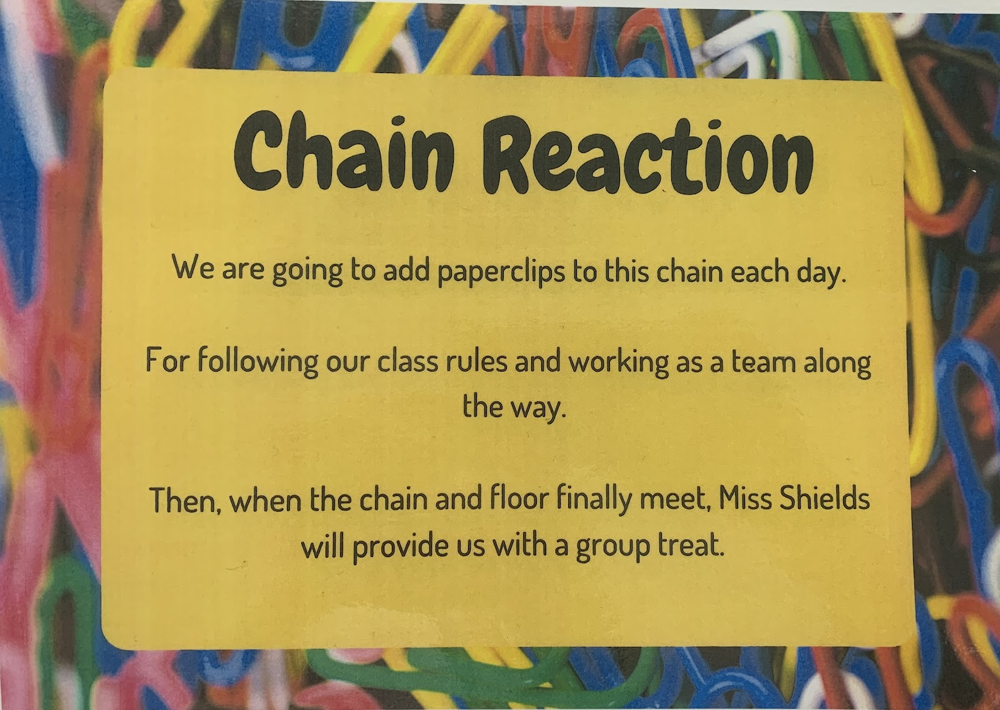 Chain Reaction
We are going to add paperclips to this chain each day.
For following our class rules and working as a team along
the way.
Then, when the chain and floor finally meet, Miss Shields
will provide us with a group treat.